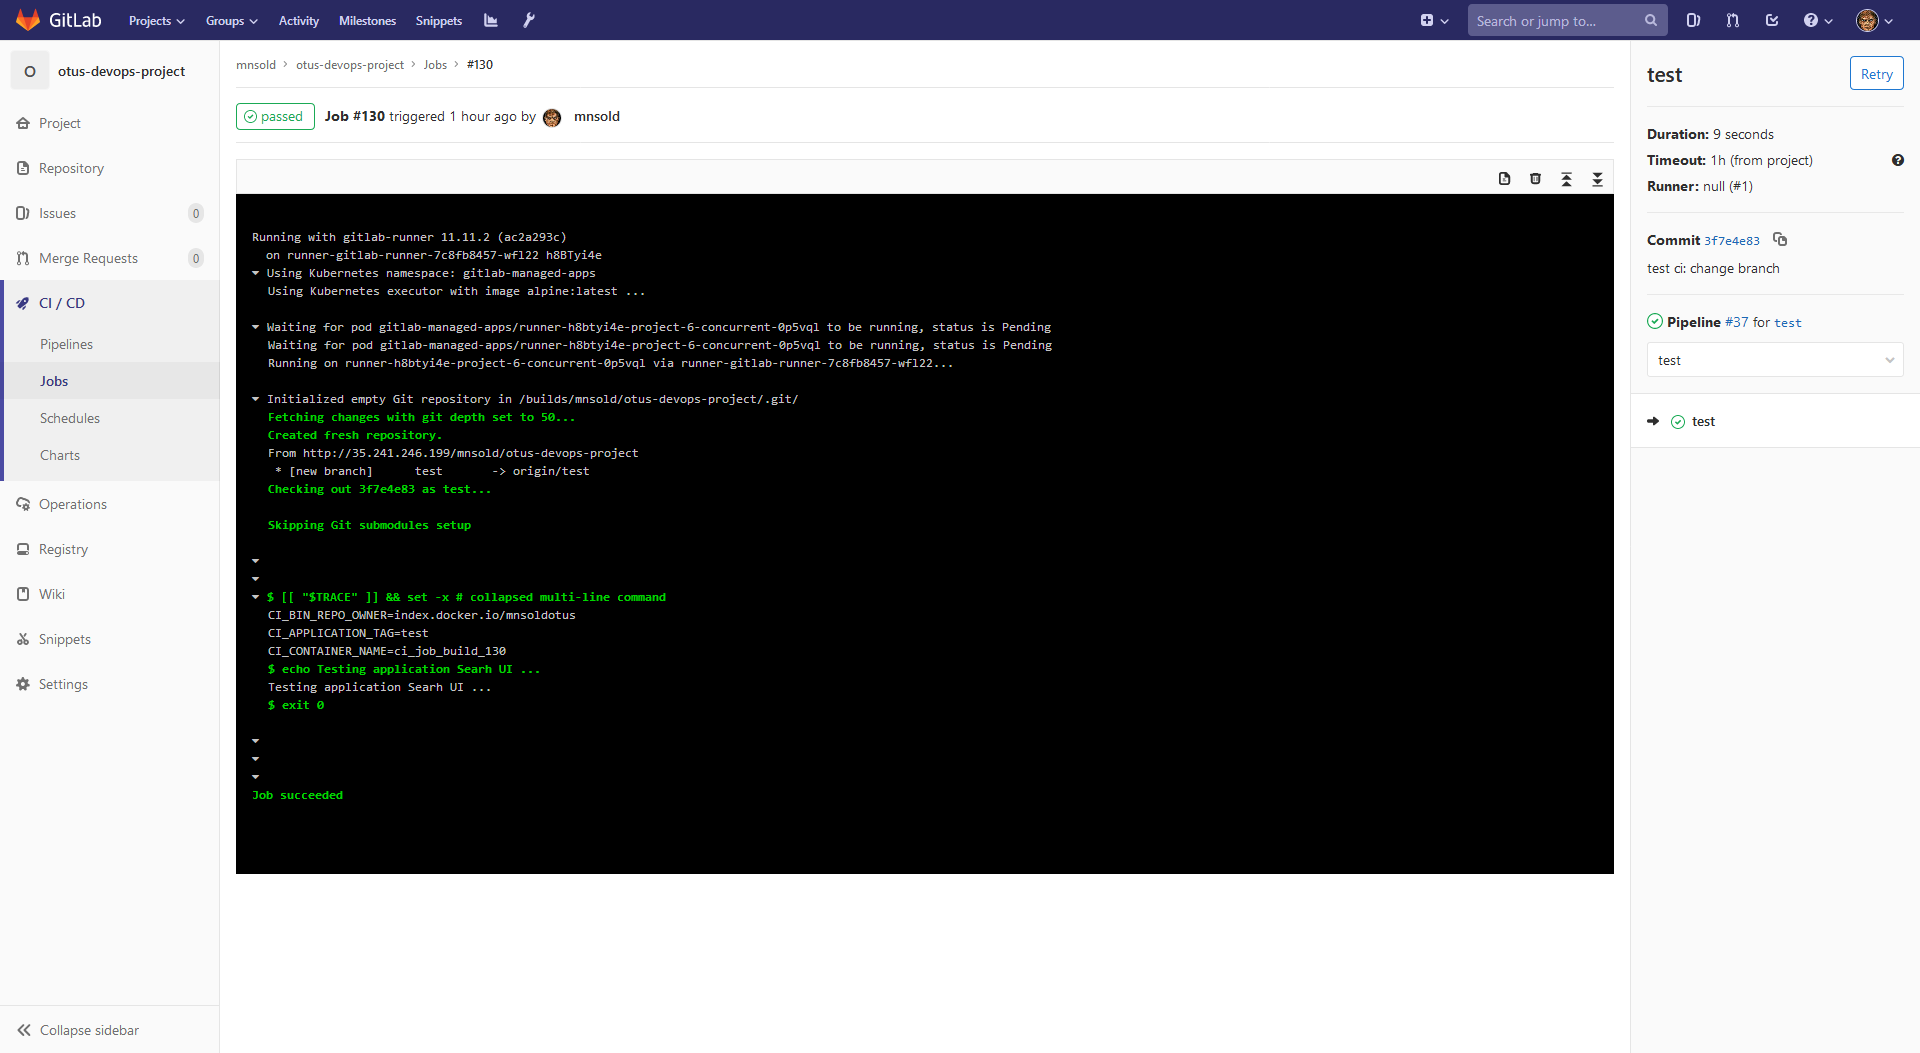 GitLab
Projects
Groups
Activity
Milestones
Snippets
Search or jump to...
O
otus-devops-project
Project
Repository
Issues 0
Merge Requests 0
CI / CD
Pipelines
Jobs
Schedules
Charts
Operations
Registry
Wiki
Snippets
Settings
Collapse sidebar
mnsold › otus-devops-project › Jobs › #130
passed Job #130 triggered 1 hour ago by mnsold
Running with gitlab-runner 11.11.2 (ac2a293c)
on runner-gitlab-runner-7c8fb8457-wfl22 h8BTyi4e
Using Kubernetes namespace: gitlab-managed-apps
Using Kubernetes executor with image alpine:latest ...
Waiting for pod gitlab-managed-apps/runner-h8btyi4e-project-6-concurrent-0p5vql to be running, status is Pending
Waiting for pod gitlab-managed-apps/runner-h8btyi4e-project-6-concurrent-0p5vql to be running, status is Pending
Running on runner-h8btyi4e-project-6-concurrent-0p5vql via runner-gitlab-runner-7c8fb8457-wfl22...
Initialized empty Git repository in /builds/mnsold/otus-devops-project/.git/
Fetching changes with git depth set to 50...
Created fresh repository.
From http://35.241.246.199/mnsold/otus-devops-project
* [new branch] test -> origin/test
Checking out 3f7e4e83 as test...
Skipping Git submodules setup
$ [[ "$TRACE" ]] && set -x # collapsed multi-line command
CI_BIN_REPO_OWNER=index.docker.io/mnsoldotus
CI_APPLICATION_TAG=test
CI_CONTAINER_NAME=ci_job_build_130
$ echo Testing application Searh UI ...
Testing application Searh UI ...
$ exit 0
Job succeeded
test
Retry
Duration: 9 seconds
Timeout: 1h (from project)
Runner: null (#1)
Commit 3f7e4e83
test ci: change branch
Pipeline #37 for test
test
test